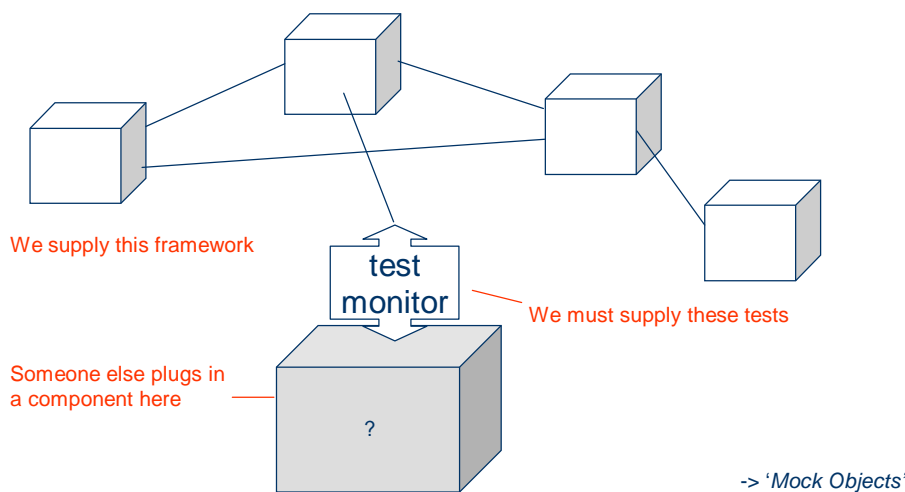 We supply this framework
test
monitor
We must supply these tests
Someone else plugs in
a component here
?
-> ‘Mock Objects’